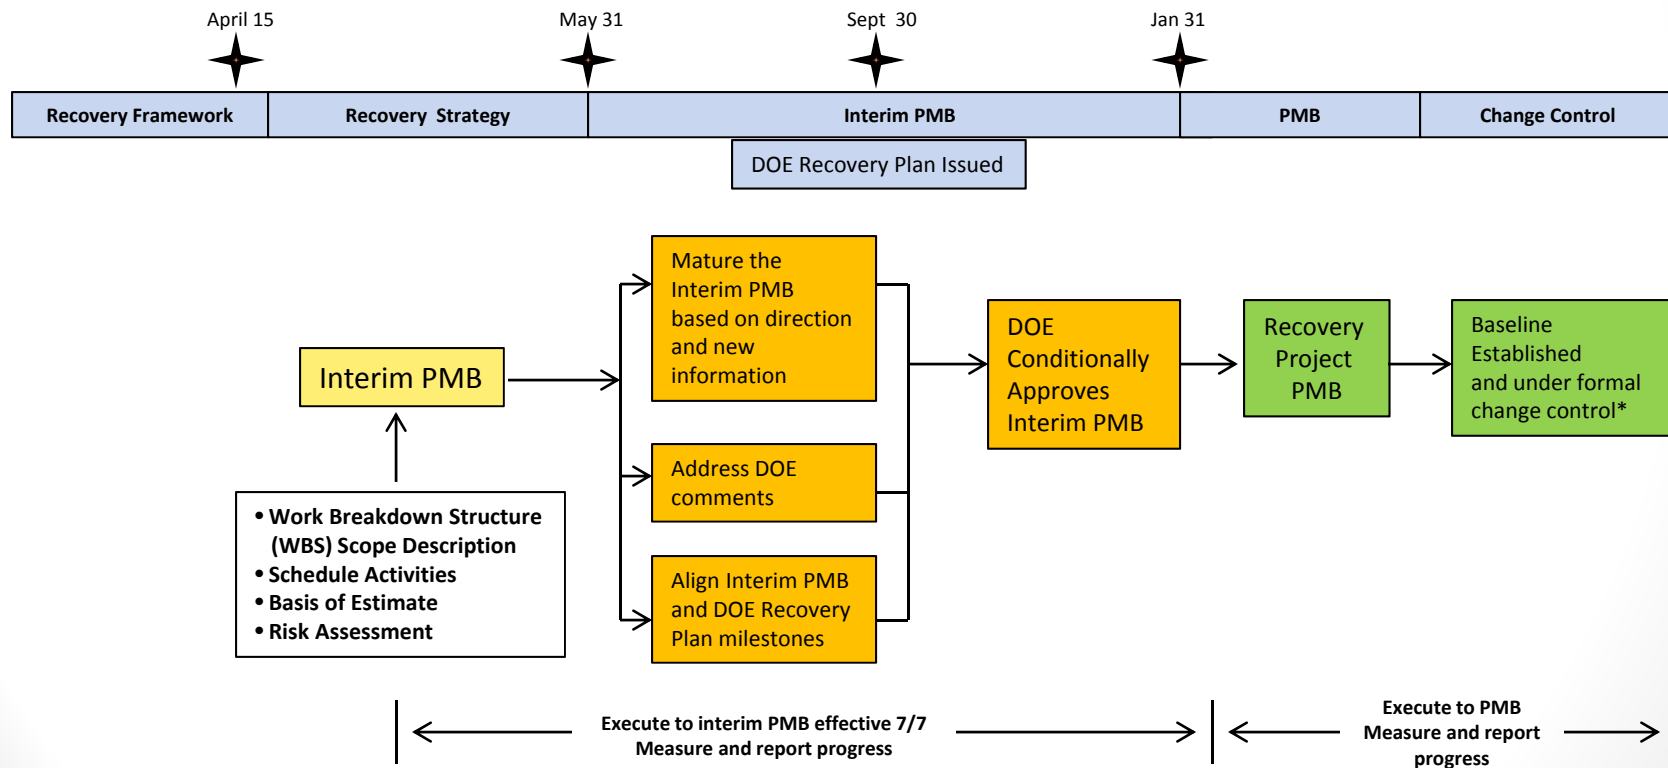 April 15
May 31
Sept 30
Jan 31
Recovery Framework
Recovery Strategy
Interim PMB
PMB
Change Control
DOE Recovery Plan Issued
Interim PMB
• Work Breakdown Structure
(WBS) Scope Description
• Schedule Activities
• Basis of Estimate
• Risk Assessment
Mature the
Interim PMB
based on direction
and new
information
Address DOE
comments
Align Interim PMB
and DOE Recovery
Plan milestones
DOE
Conditionally
Approves
Interim PMB
Recovery
Project
PMB
Baseline
Established
and under formal
change control*
Execute to interim PMB effective 7/7
Measure and report progress
Execute to PMB
Measure and report
progress